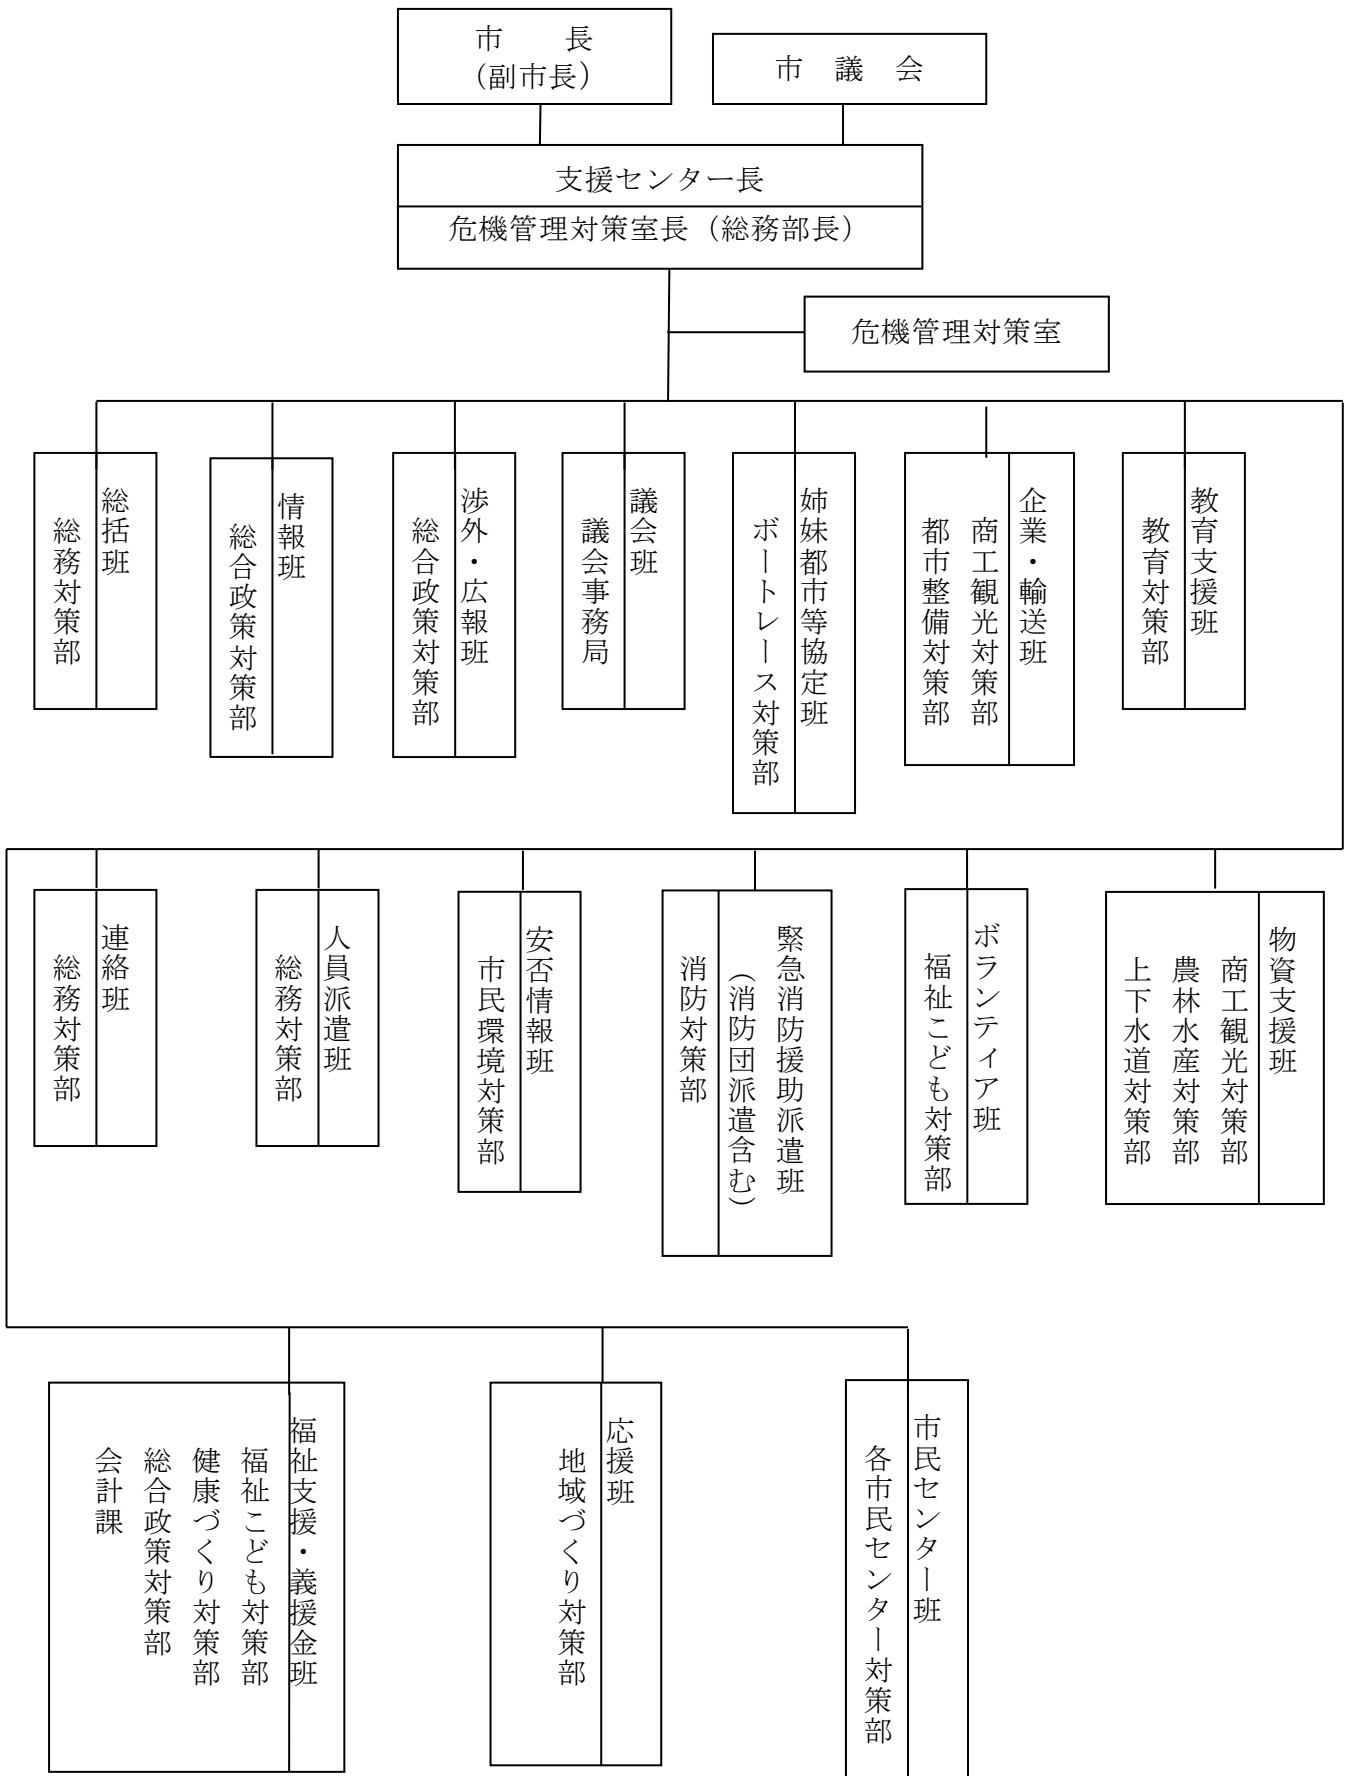 市　　長
（副市長）
市　議　会
支援センター長
危機管理対策室長（総務部長）
危機管理対策室
総括班
総務対策部
情報班
総合政策対策部
渉外・広報班
総合政策対策部
議会班
議会事務局
姉妹都市等協定班
ボートレース対策部
企業・輸送班
商工観光対策部
都市整備対策部
教育支援班
教育対策部
連絡班
総務対策部
人員派遣班
総務対策部
安否情報班
市民環境対策部
緊急消防援助派遣班
（消防団派遣含む）
消防対策部
ボランティア班
福祉こども対策部
物資支援班
商工観光対策部
農林水産対策部
上下水道対策部
福祉支援・義援金班
福祉こども対策部
健康づくり対策部
総合政策対策部
会計課
応援班
地域づくり対策部
市民センター班
各市民センター対策部